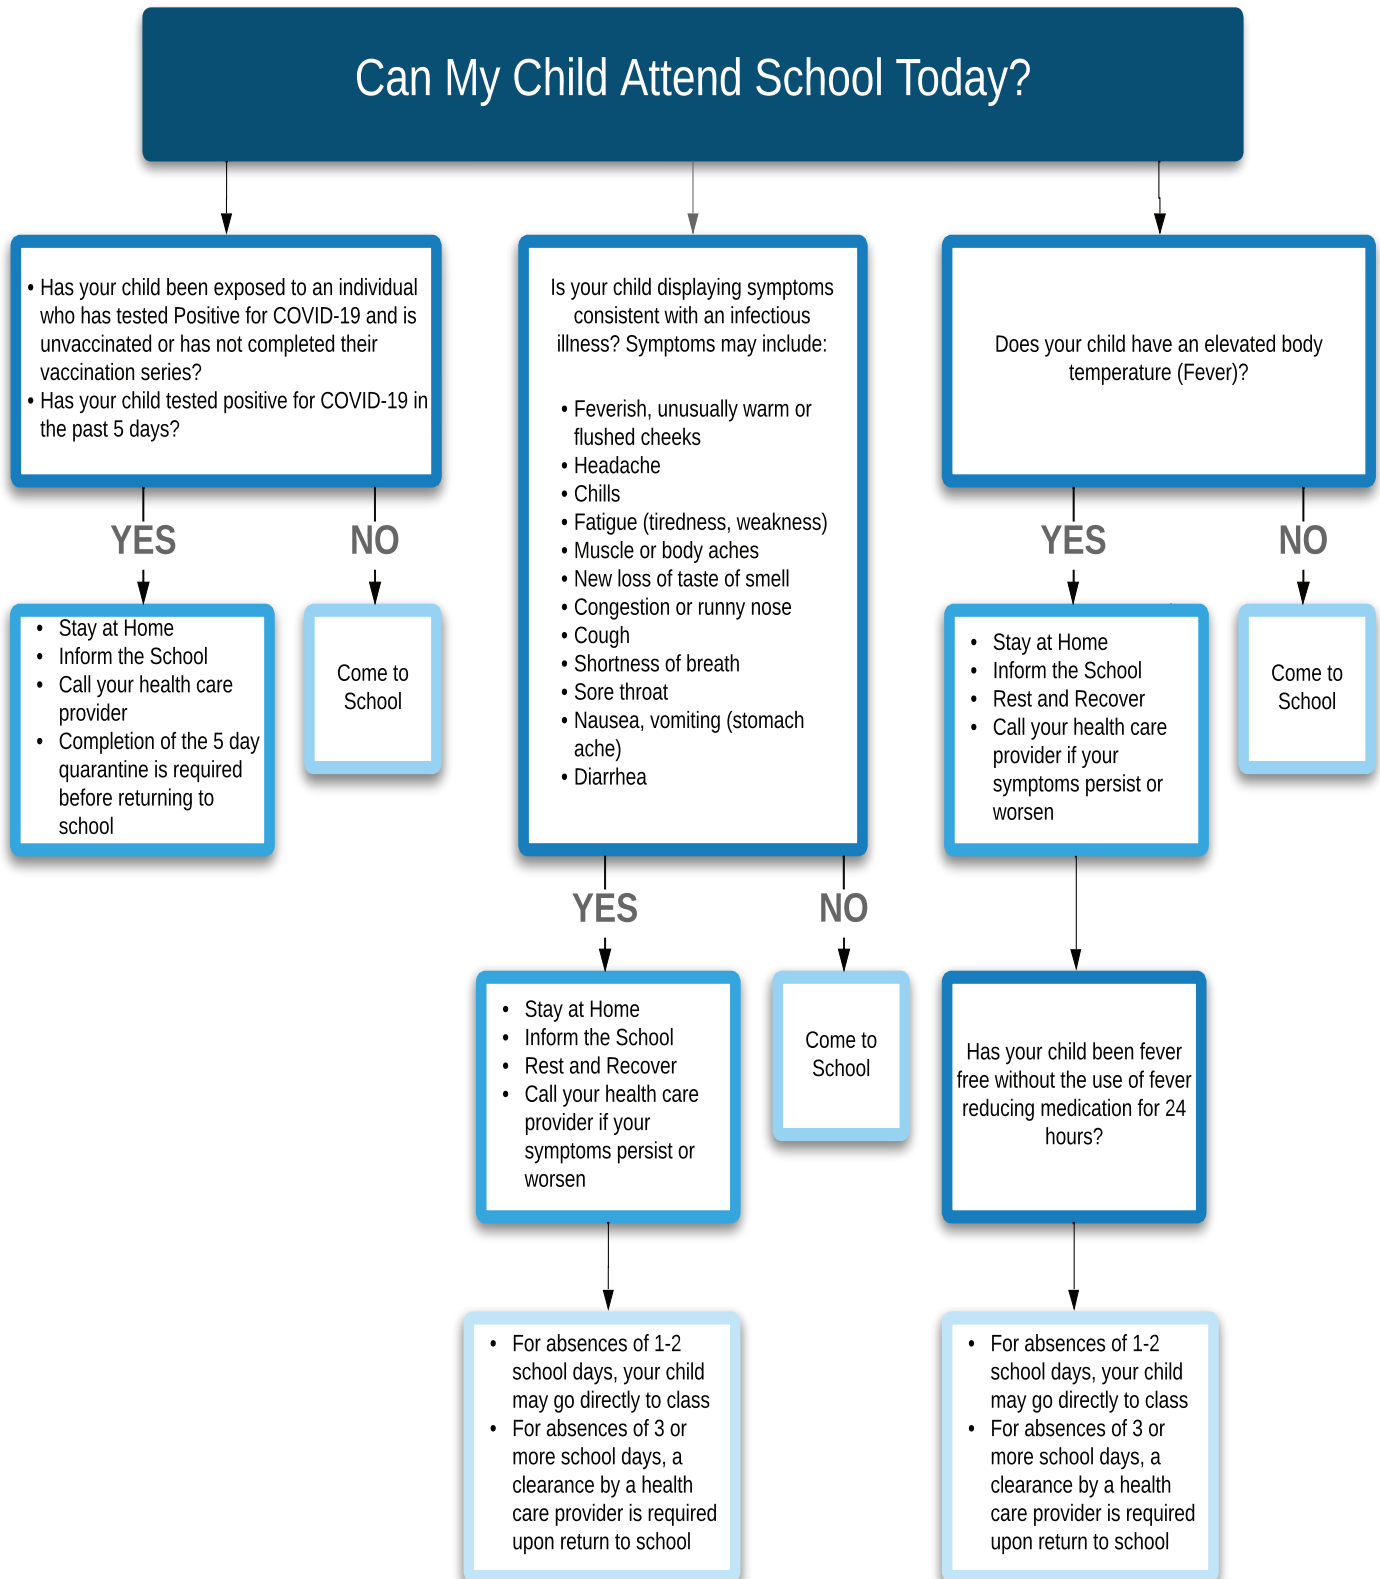 Can My Child Attend School Today?
• Has your child been exposed to an individual
who has tested Positive for COVID-19 and is
unvaccinated or has not completed their
vaccination series?
• Has your child tested positive for COVID-19 in
the past 5 days?
YES
NO
• Stay at Home
• Inform the School
• Call your health care
provider
• Completion of the 5 day
quarantine is required
before returning to
school
Come to
School
Is your child displaying symptoms
consistent with an infectious
illness? Symptoms may include:
• Feverish, unusually warm or
flushed cheeks
• Headache
• Chills
• Fatigue (tiredness, weakness)
• Muscle or body aches
• New loss of taste of smell
• Congestion or runny nose
• Cough
• Shortness of breath
• Sore throat
• Nausea, vomiting (stomach
ache)
• Diarrhea
YES
NO
• Stay at Home
• Inform the School
• Rest and Recover
• Call your health care
provider if your
symptoms persist or
worsen
Come to
School
• For absences of 1-2
school days, your child
may go directly to class
• For absences of 3 or
more school days, a
clearance by a health
care provider is required
upon return to school
Does your child have an elevated body
temperature (Fever)?
YES
NO
• Stay at Home
• Inform the School
• Rest and Recover
• Call your health care
provider if your
symptoms persist or
worsen
Come to
School
Has your child been fever
free without the use of fever
reducing medication for 24
hours?
• For absences of 1-2
school days, your child
may go directly to class
• For absences of 3 or
more school days, a
clearance by a health
care provider is required
upon return to school